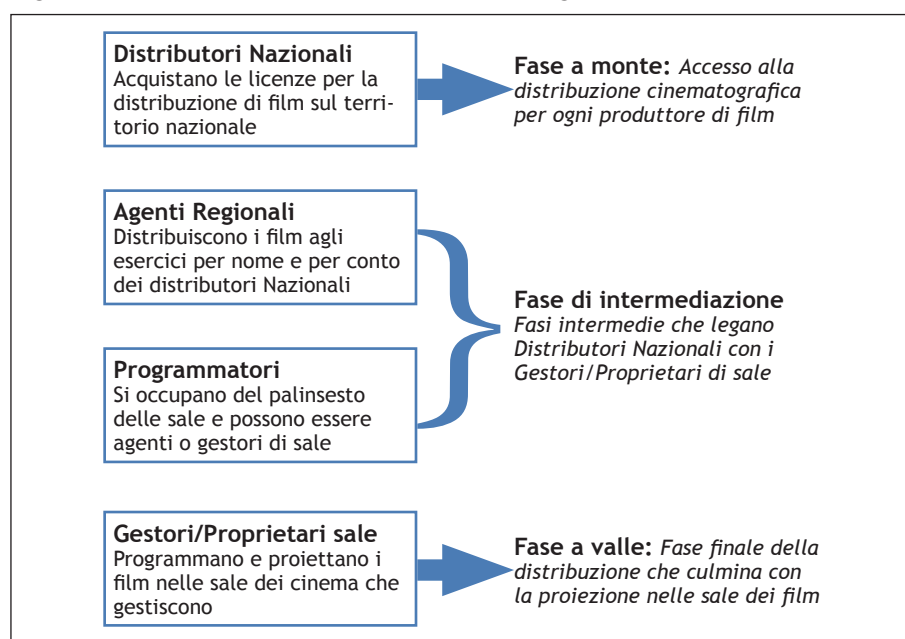 Distributori Nazionali
Acquistano le licenze per la
distribuzione di film sul terri-
torio nazionale
Fase a monte: Accesso alla
distribuzione cinematografica
per ogni produttore di film
Agenti Regionali
Distribuiscono i film agli
esercici per nome e per conto
dei distributori Nazionali
Programmatori
Si occupano del palinsesto
delle sale e possono essere
agenti o gestori di sale
Fase di intermediazione
Fasi intermedie che legano
Distributori Nazionali con i
Gestori/Proprietari di sale
Gestori/Proprietari sale
Programmano e proiettano i
film nelle sale dei cinema che
gestiscono
Fase a valle: Fase finale della
distribuzione che culmina con
la proiezione nelle sale dei film